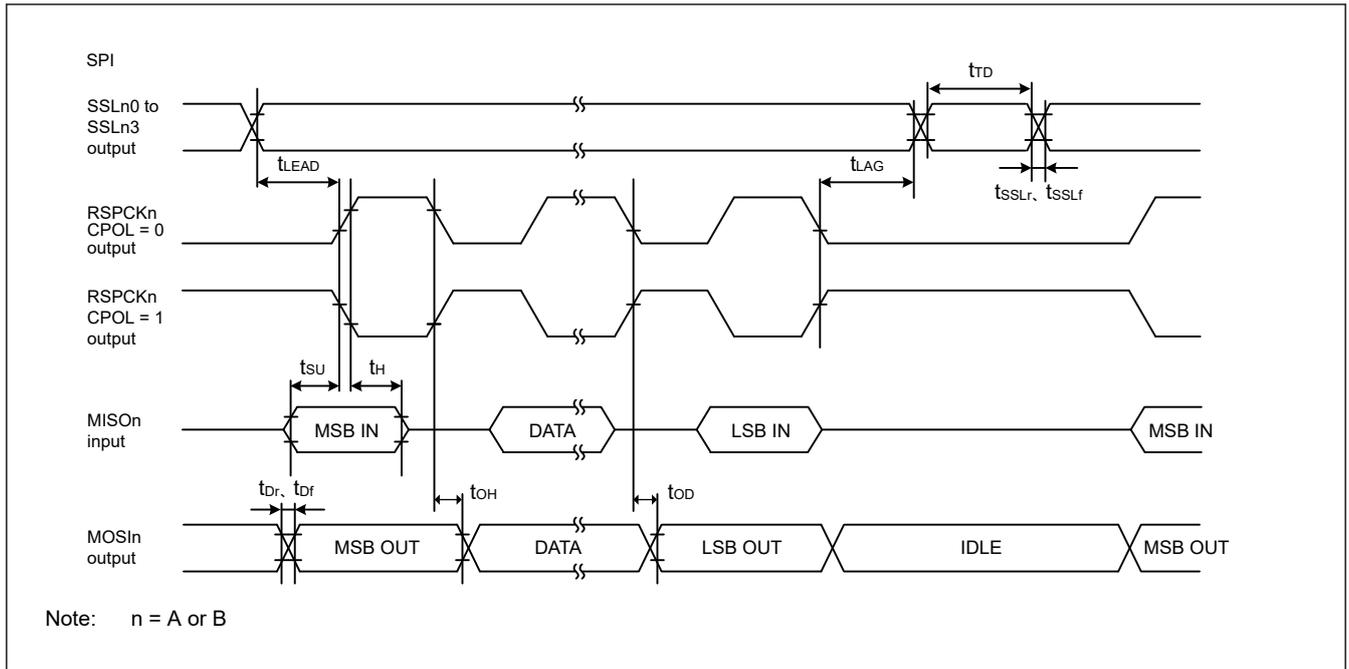 SPI
tTD
SSLn0 to
SSLn3
output
tLEAD
tLAG
tSSLr、tSSLf
RSPCKn
CPOL = 0
output
RSPCKn
CPOL = 1
output
tSU
tH
MISOn
input
MSB IN
DATA
LSB IN
MSB IN
tDr、tDf
tOH
tOD
MOSIn
output
MSB OUT
DATA
LSB OUT
IDLE
MSB OUT
Note: n = A or B